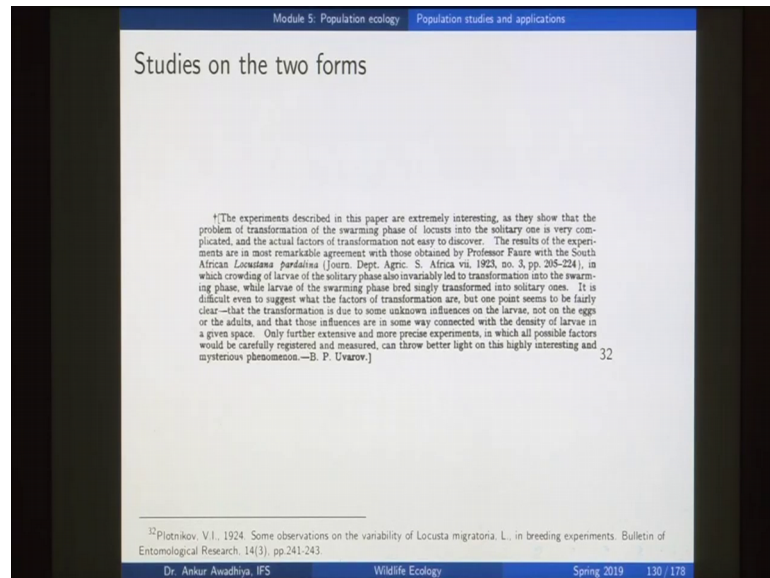 Module 5: Population ecology Population studies and applications
Studies on the two forms
†[The experiments described in this paper are extremely interesting, as they show that the
problem of transformation of the swarming phase of locusts into the solitary one is very com-
plicated, and the actual factors of transformation not easy to discover. The results of the experi-
ments are in most remarkable agreement with those obtained by Professor Faure with the South
African Locustana pardalina (Journ. Dept. Agric. S. Africa vii, 1923, no. 3, pp. 205-224), in
which crowding of larvae of the solitary phase also invariably led to transformation into the swarm-
ing phase, while larvae of the swarming phase bred singly transformed into solitary ones. It is
difficult even to suggest what the factors of transformation are, but one point seems to be fairly
clear—that the transformation is due to some unknown influences on the larvae, not on the eggs
or the adults, and that those influences are in some way connected with the density of larvae in
a given space. Only further extensive and more precise experiments, in which all possible factors
would be carefully registered and measured, can throw better light on this highly interesting and
mysterious phenomenon.—B. P. Uvarov.] 32
32Plotnikov, V.I., 1924. Some observations on the variability of Locusta migratoria, L., in breeding experiments. Bulletin of
Entomological Research, 14(3), pp.241-243.
Dr. Ankur Awadhiya, IFS Wildlife Ecology Spring 2019 130 / 178